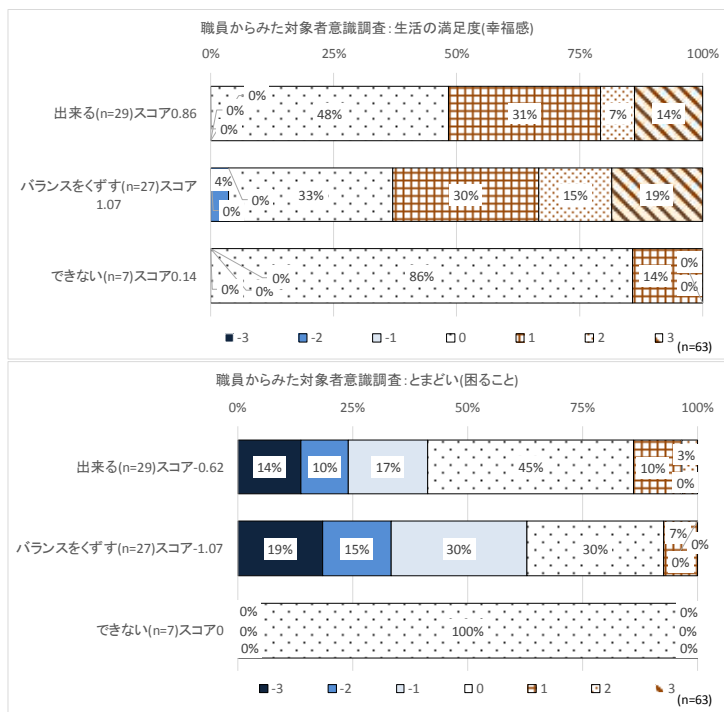 職員からみた対象者意識調査：生活の満足度(幸福感)
0% 25% 50% 75% 100%
出来る(n=29)スコア0.86
0% 0% 0% 48% 31% 7% 14%
バランスをくずす(n=27)スコア
1.07
4% 0% 0% 33% 30% 15% 19%
できない(n=7)スコア0.14
0% 0% 0% 86% 14% 0% 0%
-3 -2 -1 0 1 2 3
(n=63)
職員からみた対象者意識調査：とまどい(困ること)
0% 25% 50% 75% 100%
出来る(n=29)スコア-0.62
14% 10% 17% 45% 10% 3% 0%
バランスをくずす(n=27)スコア-1.07
19% 15% 30% 30% 7% 0% 0%
できない(n=7)スコア0
0% 0% 0% 100% 0% 0% 0%
-3 -2 -1 0 1 2 3
(n=63)